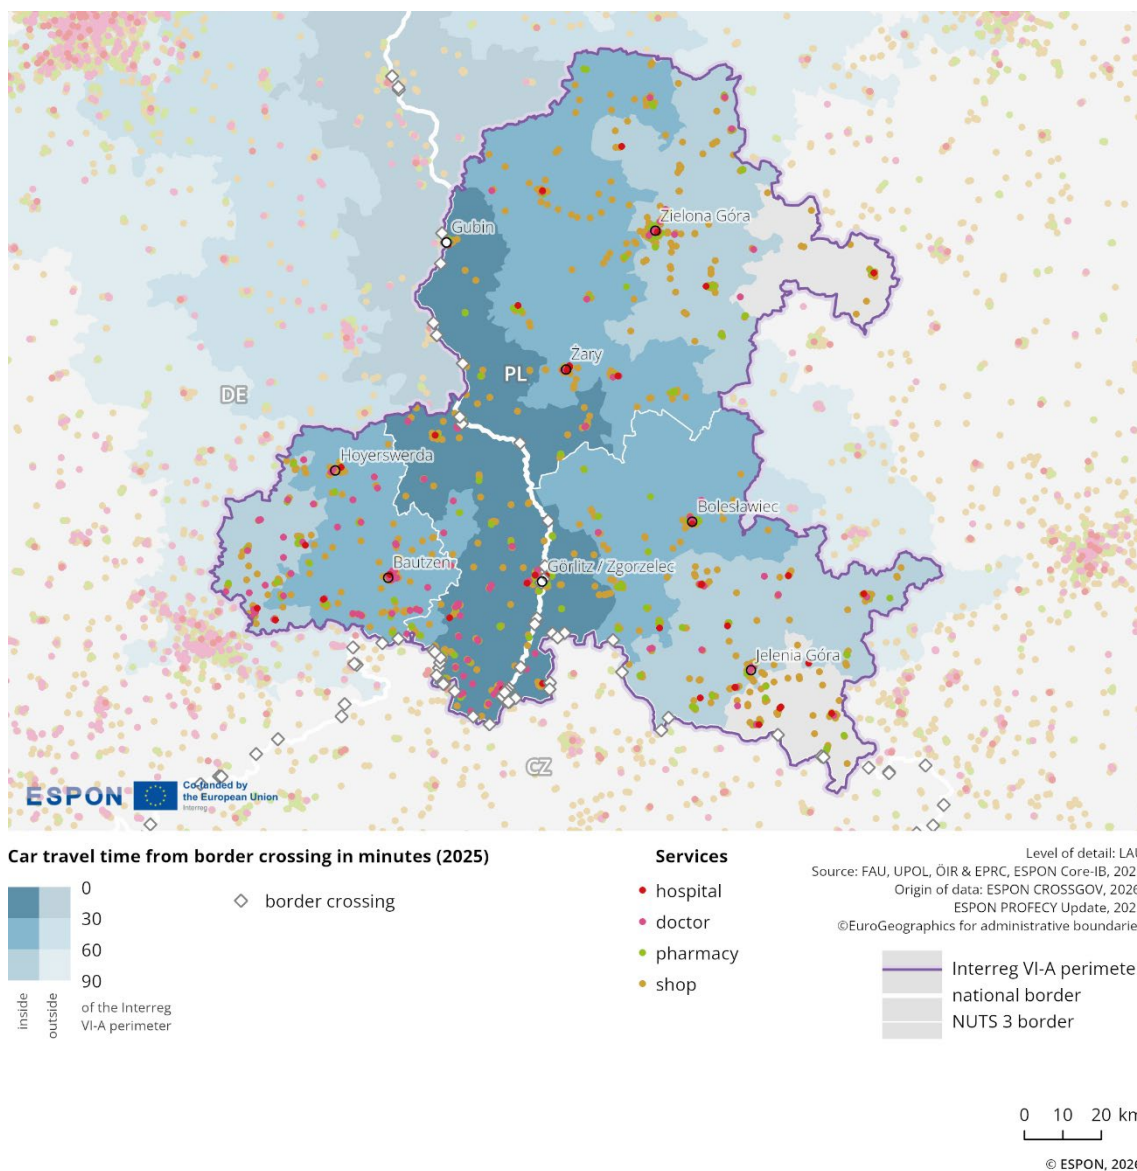 Gubin
Zielona Góra
Żary
PL
DE
Hoyerswerda
Bolesławiec
Bautzen
Görlitz / Zgorzelec
Jelenia Góra
CZ
ESPON
Co-funded by
the European Union
Interreg
Car travel time from border crossing in minutes (2025)
0
30
60
90
inside
outside
of the Interreg
VI-A perimeter
border crossing
Services
hospital
doctor
pharmacy
shop
Level of detail: LAU
Source: FAU, UPOL, ÖIR & EPRC, ESPON Core-IB, 202
Origin of data: ESPON CROSSGOV, 2026
ESPON PROFECY Update, 202
©EuroGeographics for administrative boundarie
Interreg VI-A perimete
national border
NUTS 3 border
0 10 20 km
© ESPON, 2026